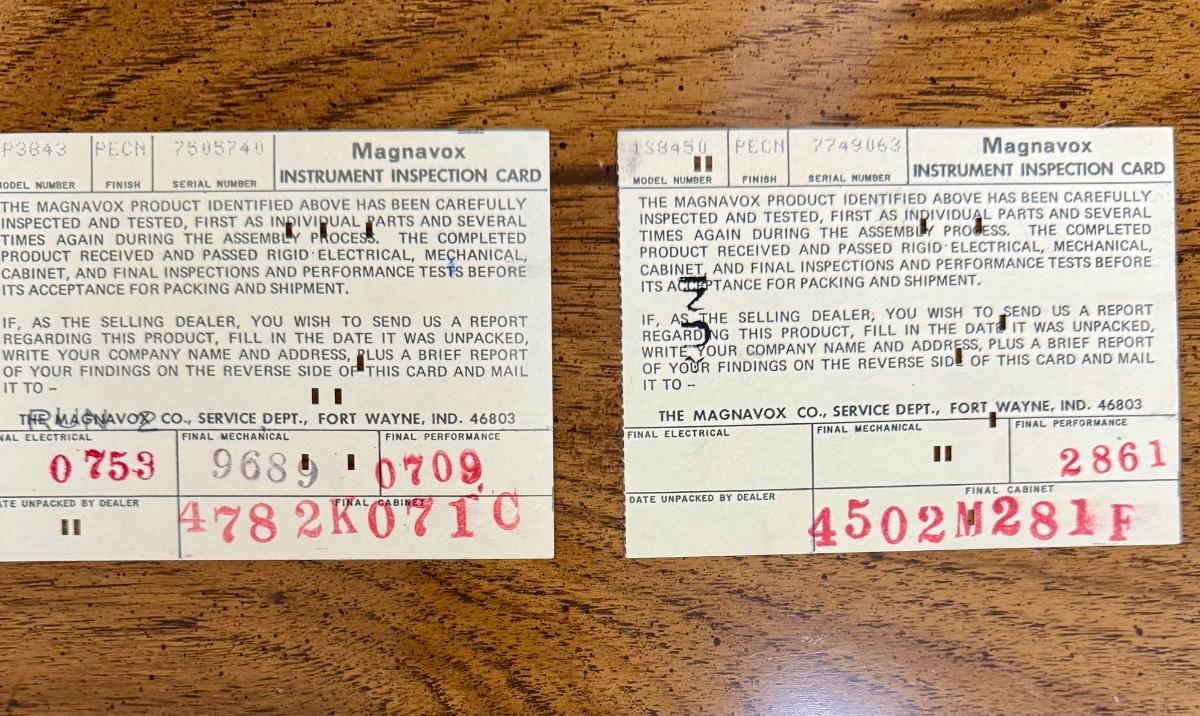 P3843 PECN 7505740 Magnavox
INSTRUMENT INSPECTION CARD
ODEL NUMBER FINISH SERIAL NUMBER
THE MAGNAVOX PRODUCT IDENTIFIED ABOVE HAS BEEN CAREFULLY
INSPECTED AND TESTED, FIRST AS INDIVIDUAL PARTS AND SEVERAL
TIMES AGAIN DURING THE ASSEMBLY PROCESS. THE COMPLETED
PRODUCT RECEIVED AND PASSED RIGID ELECTRICAL, MECHANICAL,
CABINET, AND FINAL INSPECTIONS AND PERFORMANCE TESTS BEFORE
ITS ACCEPTANCE FOR PACKING AND SHIPMENT.
IF, AS THE SELLING DEALER, YOU WISH TO SEND US A REPORT
REGARDING THIS PRODUCT, FILL IN THE DATE IT WAS UNPACKED,
WRITE YOUR COMPANY NAME AND ADDRESS, PLUS A BRIEF REPORT
OF YOUR FINDINGS ON THE REVERSE SIDE OF THIS CARD AND MAIL
IT TO –
RUN 2
THE MAGNAVOX CO., SERVICE DEPT., FORT WAYNE, IND. 46803
NAL ELECTRICAL FINAL MECHANICAL FINAL PERFORMANCE
0753 9689 0709
TE UNPACKED BY DEALER FINAL CABINET
4782K071C
1S8450 PECN 7749063 Magnavox
INSTRUMENT INSPECTION CARD
MODEL NUMBER FINISH SERIAL NUMBER
THE MAGNAVOX PRODUCT IDENTIFIED ABOVE HAS BEEN CAREFULLY
INSPECTED AND TESTED, FIRST AS INDIVIDUAL PARTS AND SEVERAL
TIMES AGAIN DURING THE ASSEMBLY PROCESS. THE COMPLETED
PRODUCT RECEIVED AND PASSED RIGID ELECTRICAL, MECHANICAL,
CABINET, AND FINAL INSPECTIONS AND PERFORMANCE TESTS BEFORE
ITS ACCEPTANCE FOR PACKING AND SHIPMENT.
IF, AS THE SELLING DEALER, YOU WISH TO SEND US A REPORT
REGARDING THIS PRODUCT, FILL IN THE DATE IT WAS UNPACKED,
WRITE YOUR COMPANY NAME AND ADDRESS, PLUS A BRIEF REPORT
OF YOUR FINDINGS ON THE REVERSE SIDE OF THIS CARD AND MAIL
IT TO –
THE MAGNAVOX CO., SERVICE DEPT., FORT WAYNE, IND. 46803
FINAL ELECTRICAL FINAL MECHANICAL FINAL PERFORMANCE
2861
DATE UNPACKED BY DEALER FINAL CABINET
4502M281F